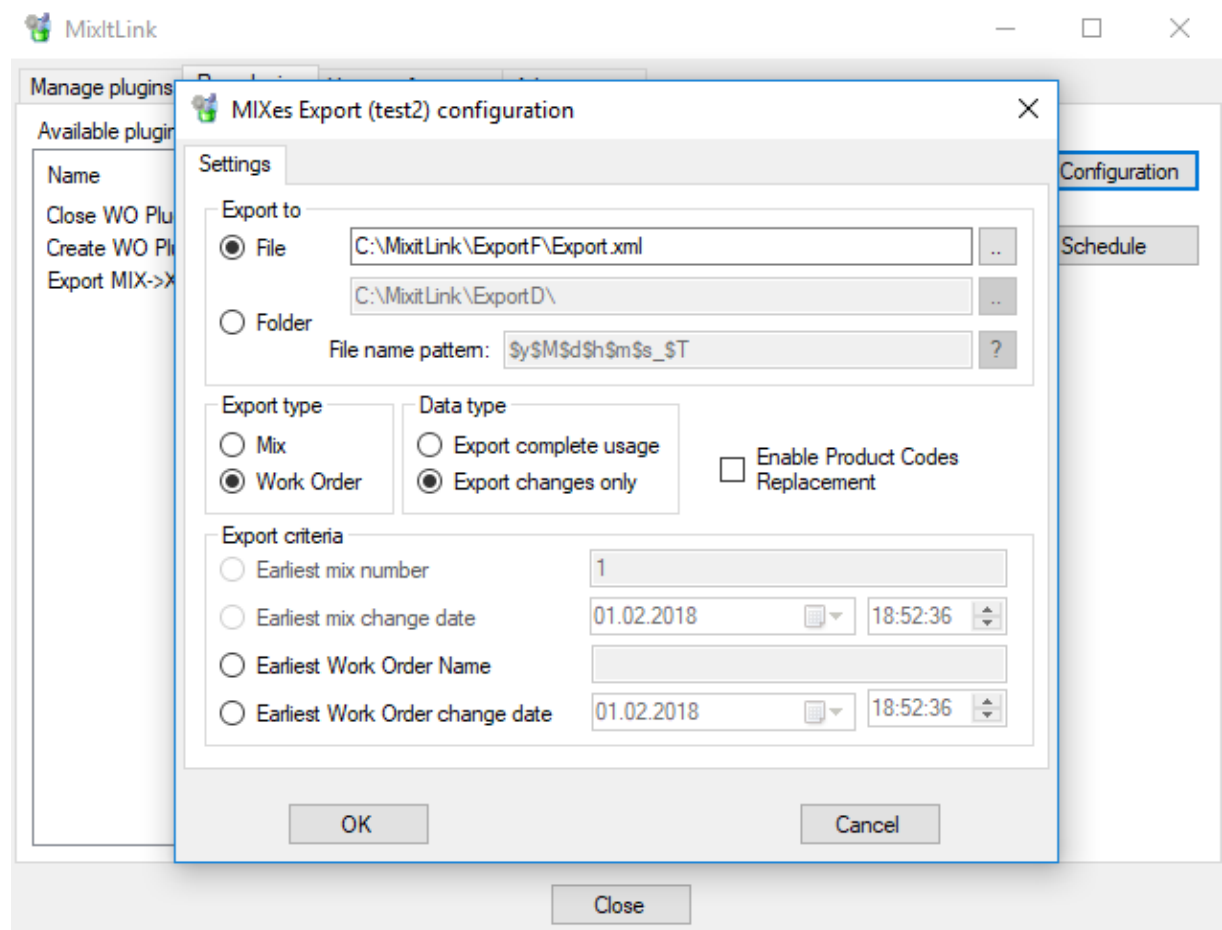 MixItLink
Manage plugins
MIXes Export (test2) configuration
Available plugin
Settings
Configuration
Name
Export to
Close WO Plu
File C:\MixitLink\ExportF\Export.xml ..
Create WO Pl
Schedule
Export MIX->X
C:\MixitLink\ExportD\ ..
Folder
File name pattern: $y$M$d$h$m$s_$T ?
Export type Data type
Mix Export complete usage
Enable Product Codes
Replacement
Work Order Export changes only
Export criteria
Earliest mix number 1
Earliest mix change date 01.02.2018 18:52:36
Earliest Work Order Name
Earliest Work Order change date 01.02.2018 18:52:36
OK Cancel
Close